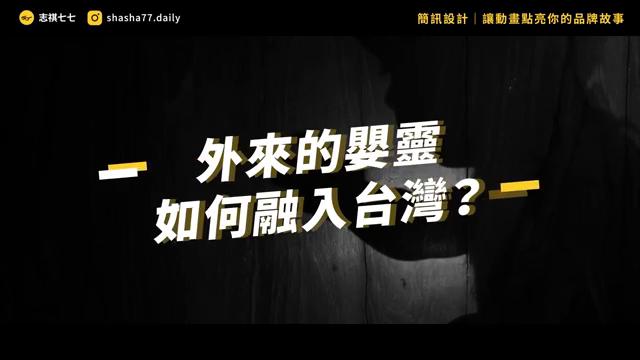 志祺七七
shasha77.daily
簡訊設計｜讓動畫點亮你的品牌故事
外來的嬰靈
如何融入台灣？